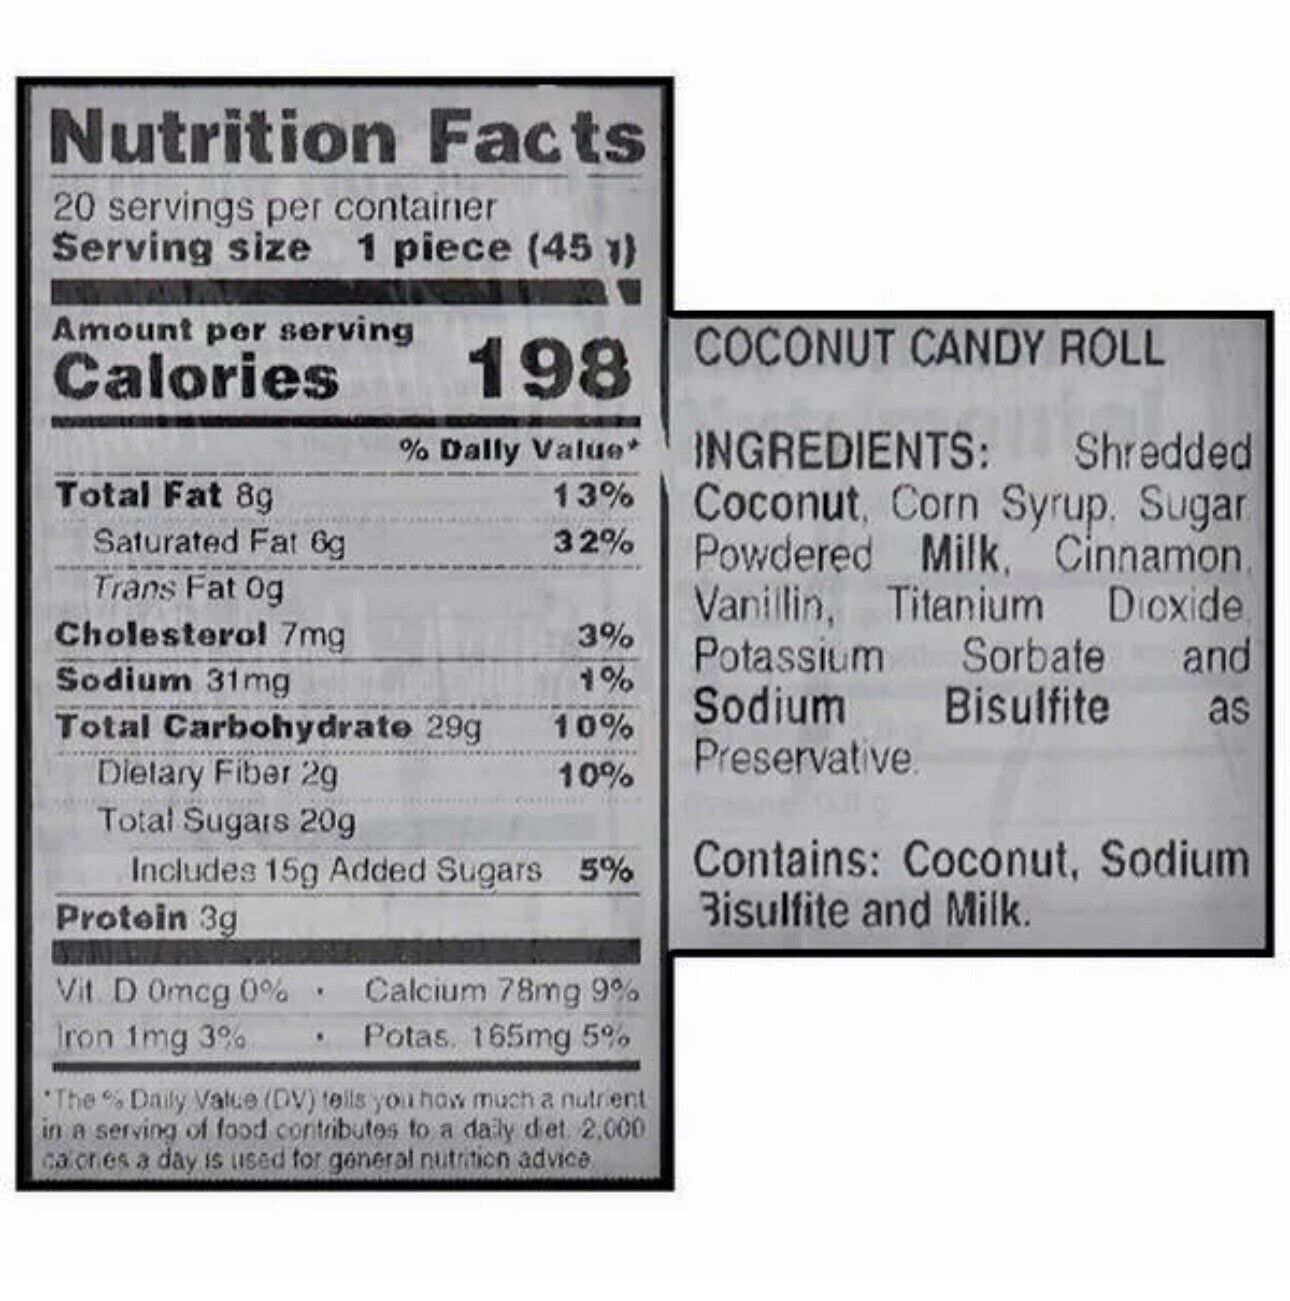 Nutrition Facts
20 servings per container
Serving size 1 piece (45 g)
Amount per serving
Calories 198
% Daily Value*
Total Fat 8g 13%
Saturated Fat 6g 32%
Trans Fat 0g
Cholesterol 7mg 3%
Sodium 31mg 1%
Total Carbohydrate 29g 10%
Dietary Fiber 2g 10%
Total Sugars 20g
Includes 15g Added Sugars 5%
Protein 3g
Vit. D 0mcg 0% · Calcium 78mg 9%
Iron 1mg 3% · Potas. 165mg 5%
*The % Daily Value (DV) tells you how much a nutrient
in a serving of food contributes to a daily diet. 2,000
calories a day is used for general nutrition advice
COCONUT CANDY ROLL
INGREDIENTS: Shredded
Coconut, Corn Syrup, Sugar,
Powdered Milk, Cinnamon,
Vanillin, Titanium Dioxide,
Potassium Sorbate and
Sodium Bisulfite as
Preservative.
Contains: Coconut, Sodium
Bisulfite and Milk.